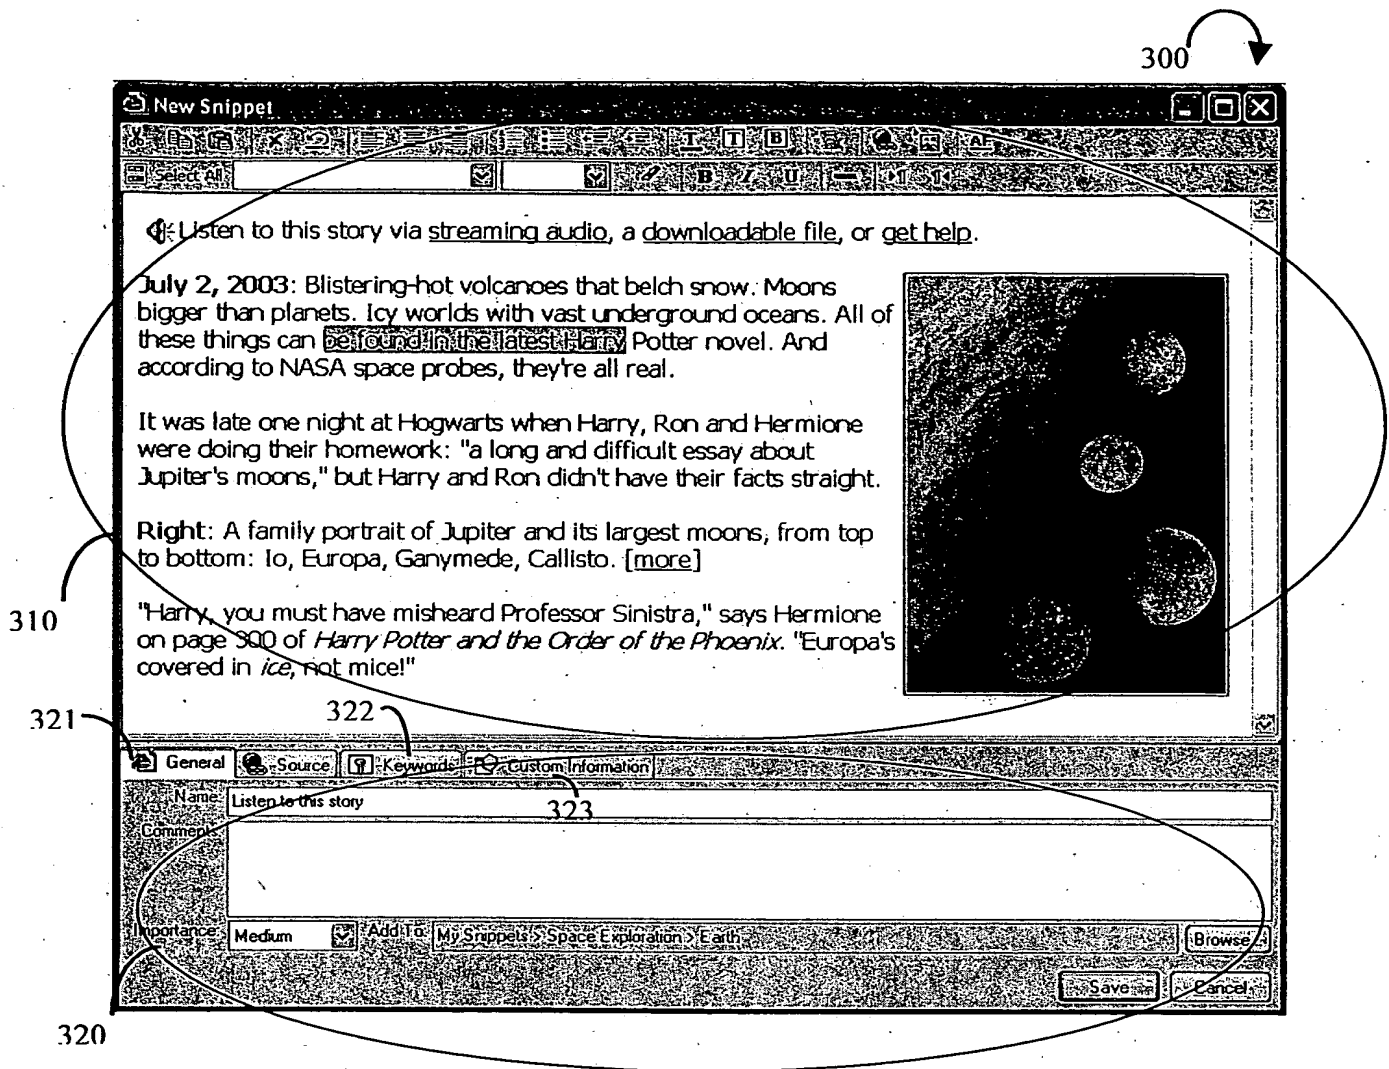 300
New Snippet
T T B AF
Select All B I U
Listen to this story via streaming audio, a downloadable file, or get help.
July 2, 2003: Blistering-hot volcanoes that belch snow. Moons
bigger than planets. Icy worlds with vast underground oceans. All of
these things can be found in the latest Harry Potter novel. And
according to NASA space probes, they're all real.
It was late one night at Hogwarts when Harry, Ron and Hermione
were doing their homework: "a long and difficult essay about
Jupiter's moons," but Harry and Ron didn't have their facts straight.
Right: A family portrait of Jupiter and its largest moons, from top
to bottom: Io, Europa, Ganymede, Callisto. [more]
310
"Harry, you must have misheard Professor Sinistra," says Hermione
on page 300 of Harry Potter and the Order of the Phoenix. "Europa's
covered in ice, not mice!"
321
322
General Source Keywords Custom Information
323
Name Listen to this story
Comments
Importance Medium Add To My Snippets > Space Exploration > Earth Browse
Save Cancel
320